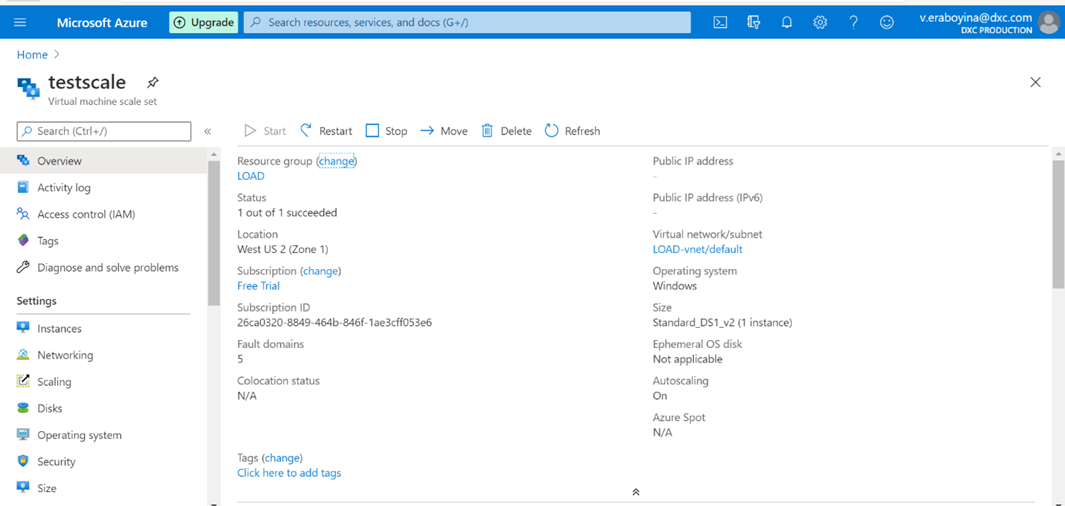 Microsoft Azure
Upgrade
Search resources, services, and docs (G+/)
v.eraboyina@dxc.com
DXC PRODUCTION
Home
testscale
Virtual machine scale set
Search (Ctrl+/)
Overview
Activity log
Access control (IAM)
Tags
Diagnose and solve problems
Settings
Instances
Networking
Scaling
Disks
Operating system
Security
Size
Start Restart Stop Move Delete Refresh
Resource group (change)
LOAD
Status
1 out of 1 succeeded
Location
West US 2 (Zone 1)
Subscription (change)
Free Trial
Subscription ID
26ca0320-8849-464b-846f-1ae3cff053e6
Fault domains
5
Colocation status
N/A
Tags (change)
Click here to add tags
Public IP address
-
Public IP address (IPv6)
-
Virtual network/subnet
LOAD-vnet/default
Operating system
Windows
Size
Standard_DS1_v2 (1 instance)
Ephemeral OS disk
Not applicable
Autoscaling
On
Azure Spot
N/A